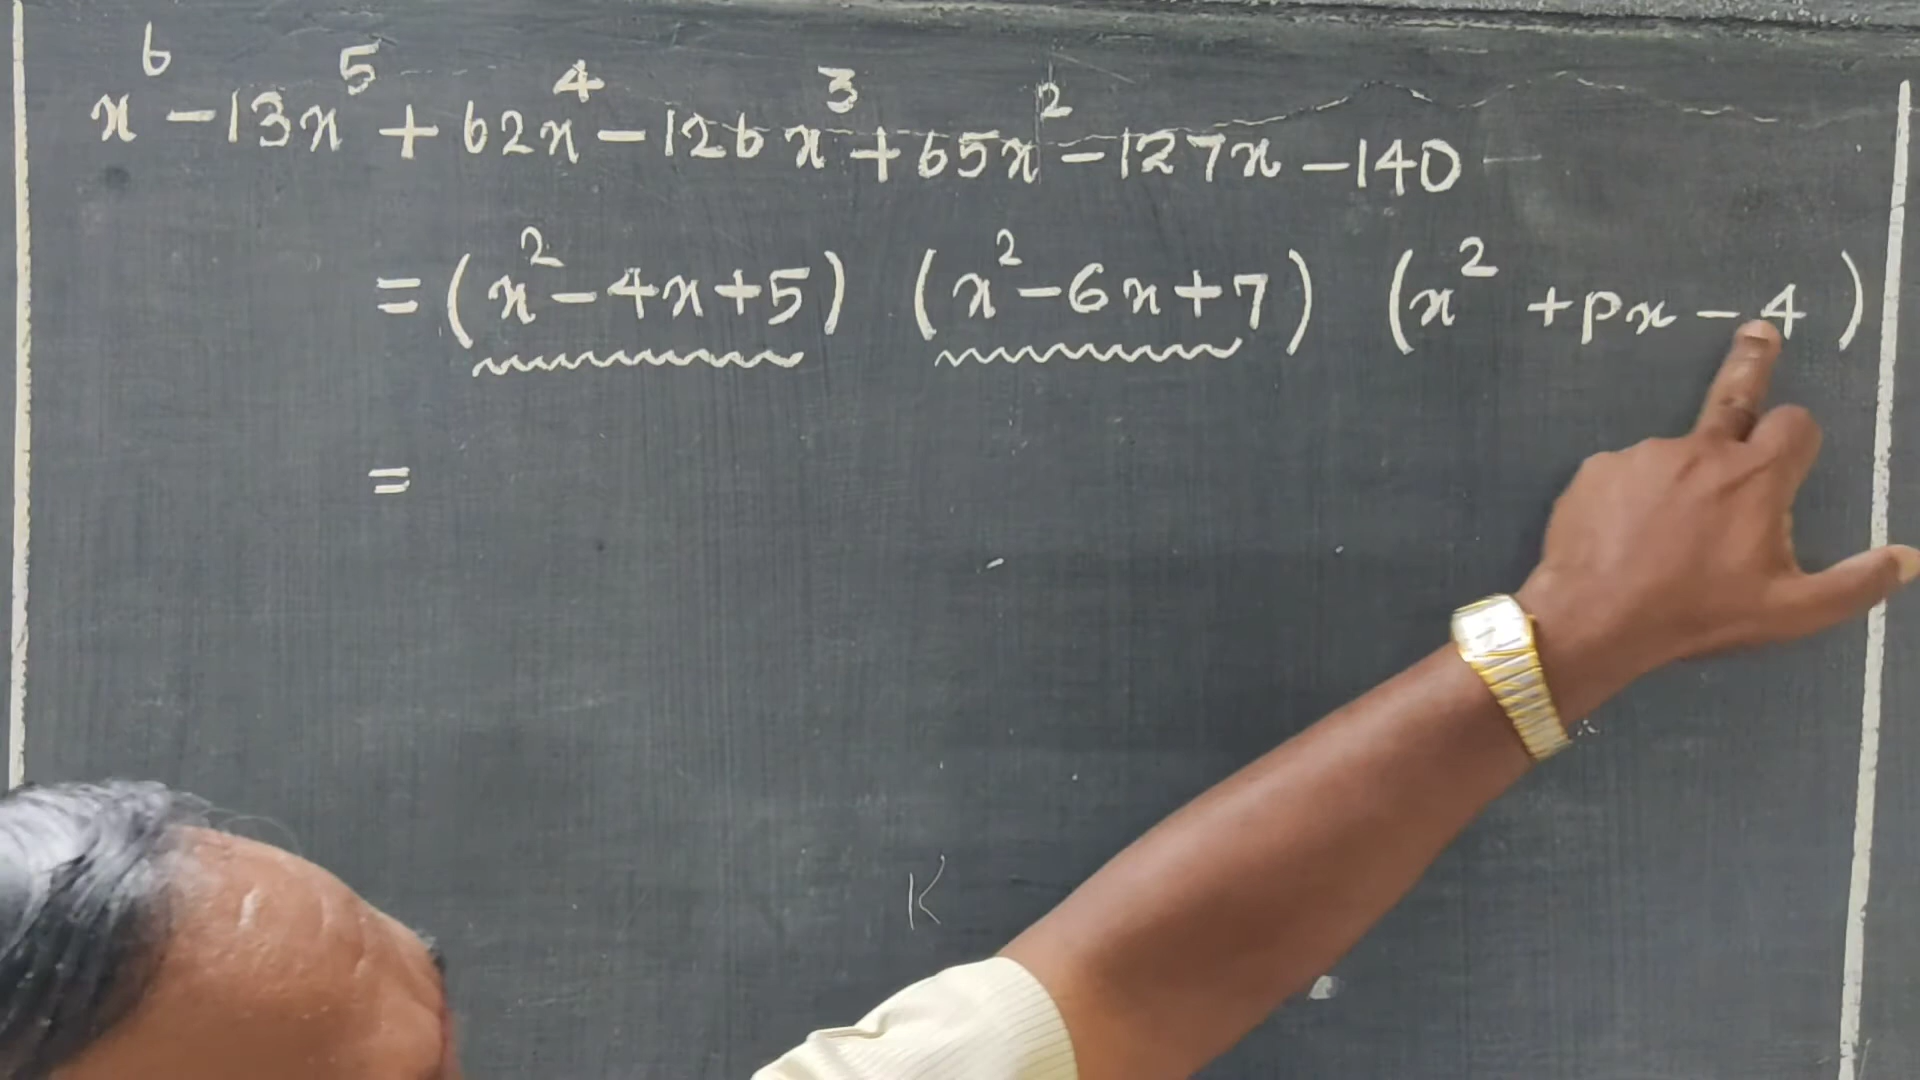 x⁶ - 13x⁵ + 62x⁴ - 126x³ + 65x² - 127x - 140
= (x² - 4x + 5) (x² - 6x + 7) (x² + px - 4)
=
K